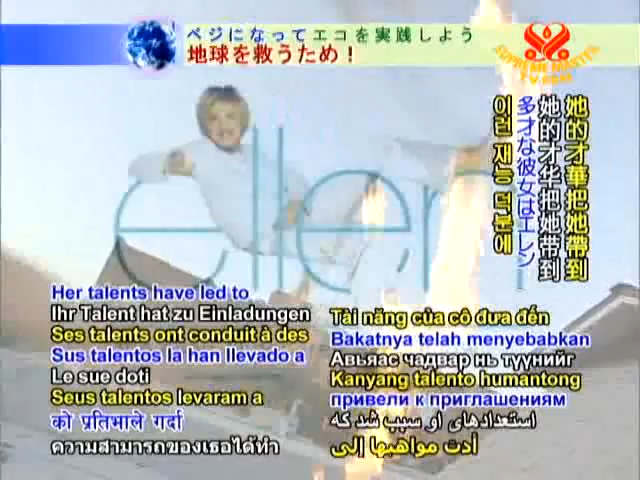 ベジになってエコを実践しよう
地球を救うため!
SUPREME MASTER
TV.COM
ellen
她的才華把她帶到
她的才华把她带到
多才な彼女はエレン
이런 재능 덕분에
Her talents have led to
Ihr Talent hat zu Einladungen
Ses talents ont conduit à des
Sus talentos la han llevado a
Le sue doti
Seus talentos levaram a
को प्रतिभाले गर्दा
ความสามารถของเธอได้ทำ
Tài năng của cô đưa đến
Bakatnya telah menyebabkan
Авьяас чадвар нь түүнийг
Kanyang talento humantong
привели к приглашениям
استعدادهای او سبب شد که
أدت مواهبها إلى